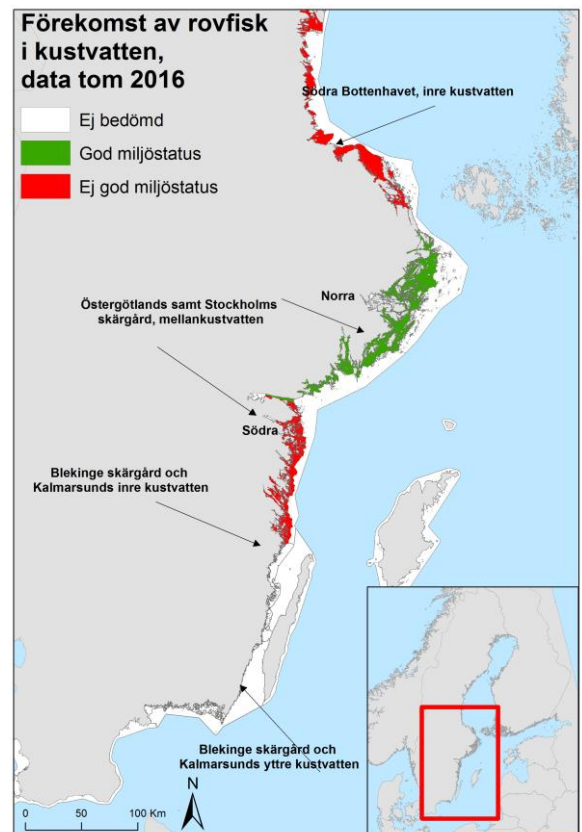 Förekomst av rovfisk
i kustvatten,
data tom 2016
Ej bedömd
God miljöstatus
Ej god miljöstatus
Södra Bottenhavet, inre kustvatten
Norra
Östergötlands samt Stockholms
skärgård, mellankustvatten
Södra
Blekinge skärgård och
Kalmarsunds inre kustvatten
Blekinge skärgård och
Kalmarsunds yttre kustvatten
N
0 25 50 100 Km